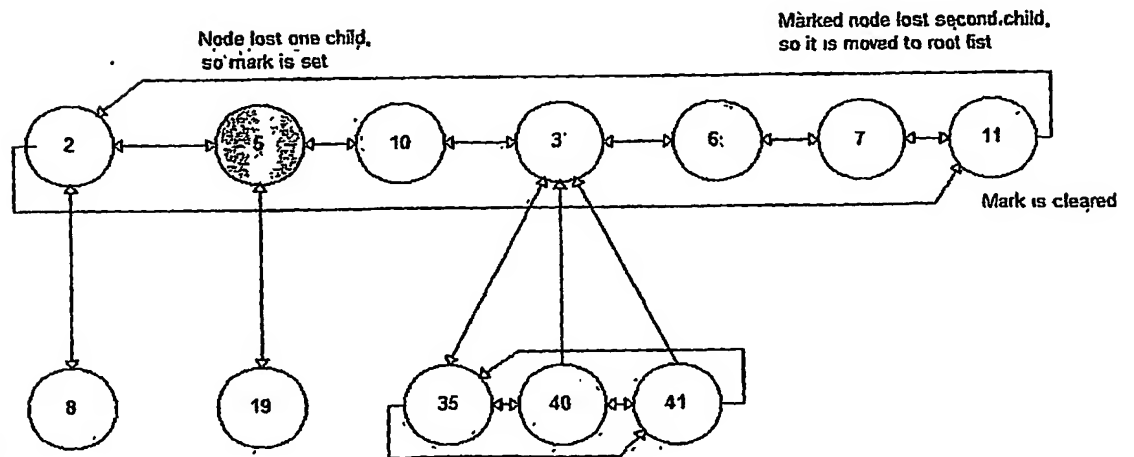 Node lost one child,
so mark is set
Marked node lost second child,
so it is moved to root list
2
5
10
3
6
7
11
Mark is cleared
8
19
35
40
41